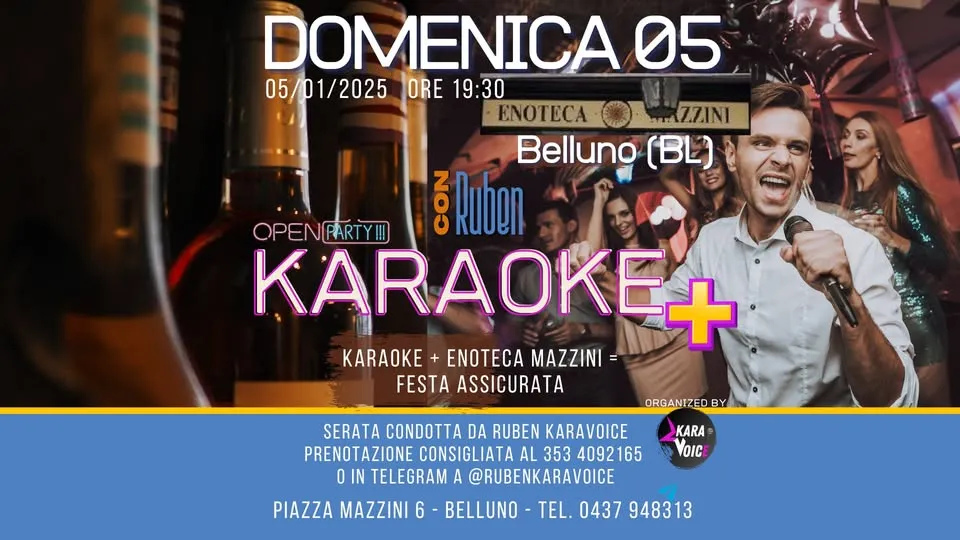 DOMENICA 05
05/01/2025 ORE 19:30
ENOTECA MAZZINI
Belluno (BL)
CON Ruben
OPEN PARTY!!!
KARAOKE+
KARAOKE + ENOTECA MAZZINI =
FESTA ASSICURATA
ORGANIZED BY
KARA VOICE
SERATA CONDOTTA DA RUBEN KARAVOICE
PRENOTAZIONE CONSIGLIATA AL 353 4092165
O IN TELEGRAM A @RUBENKARAVOICE
PIAZZA MAZZINI 6 - BELLUNO - TEL. 0437 948313